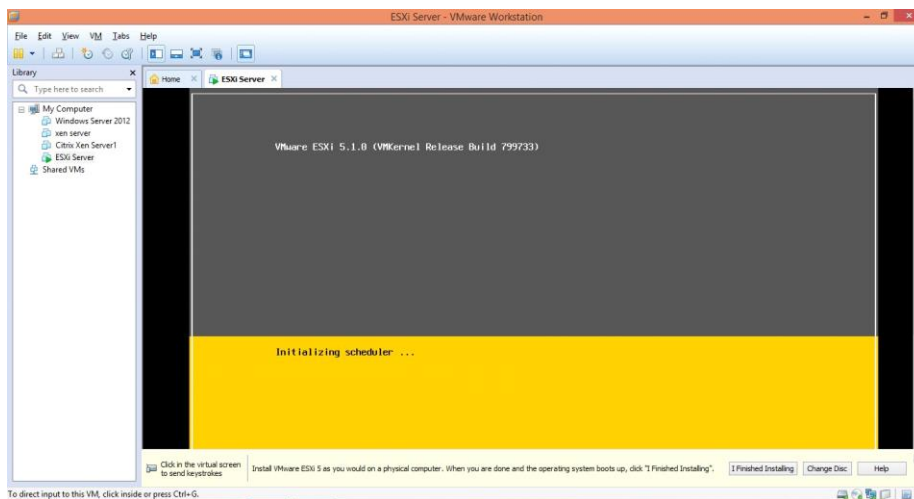 ESXi Server - VMware Workstation
File Edit View VM Tabs Help
Library
Type here to search
My Computer
Windows Server 2012
xen server
Citrix Xen Server1
ESXi Server
Shared VMs
Home
ESXi Server
VMware ESXi 5.1.0 (VMKernel Release Build 799733)
Initializing scheduler ...
Click in the virtual screen
to send keystrokes
Install VMware ESXi 5 as you would on a physical computer. When you are done and the operating system boots up, click "I Finished Installing".
I Finished Installing
Change Disc
Help
To direct input to this VM, click inside or press Ctrl+G.